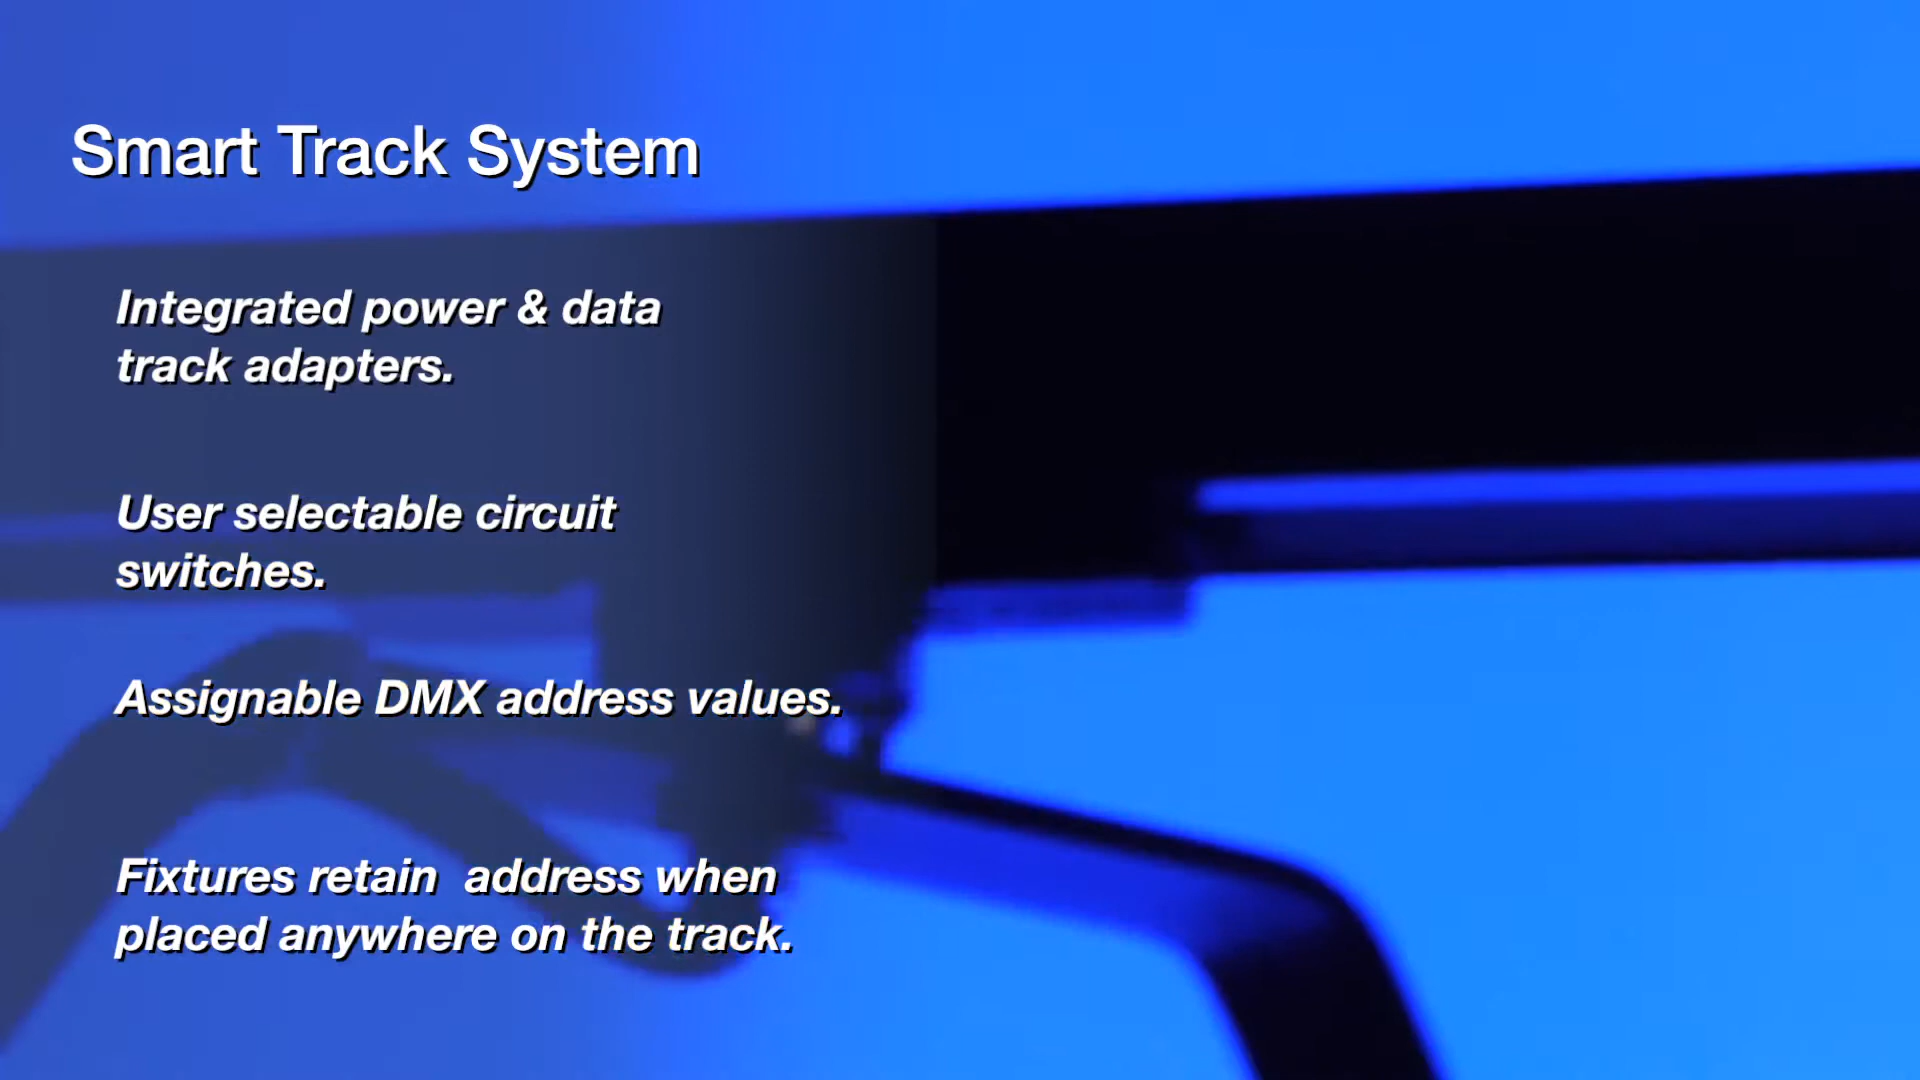 Smart Track System
Integrated power & data
track adapters.
User selectable circuit
switches.
Assignable DMX address values.
Fixtures retain  address when
placed anywhere on the track.